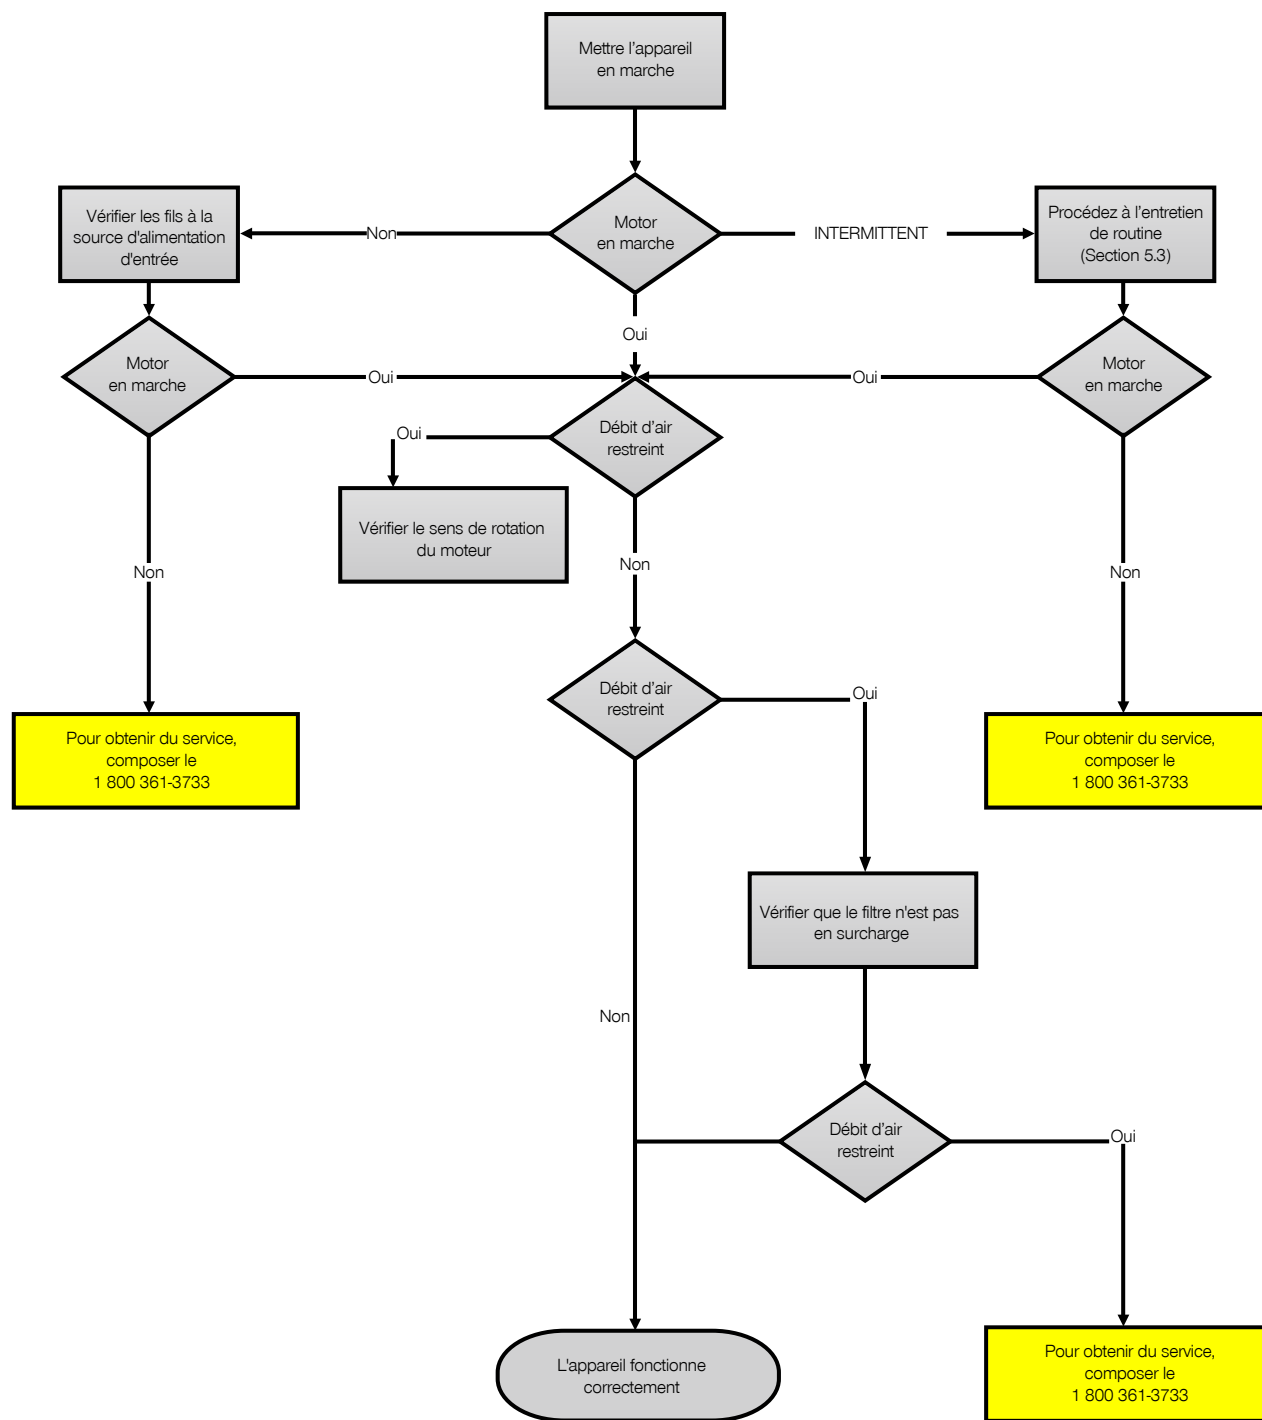 Mettre l'appareil
en marche
Vérifier les fils à la
source d'alimentation
d'entrée
Non
Motor
en marche
INTERMITTENT
Procédez à l'entretien
de routine
(Section 5.3)
Oui
Motor
en marche
Oui
Oui
Motor
en marche
Oui
Débit d'air
restreint
Vérifier le sens de rotation
du moteur
Non
Non
Non
Débit d'air
restreint
Oui
Pour obtenir du service,
composer le
1 800 361-3733
Pour obtenir du service,
composer le
1 800 361-3733
Vérifier que le filtre n'est pas
en surcharge
Non
Débit d'air
restreint
Oui
L'appareil fonctionne
correctement
Pour obtenir du service,
composer le
1 800 361-3733